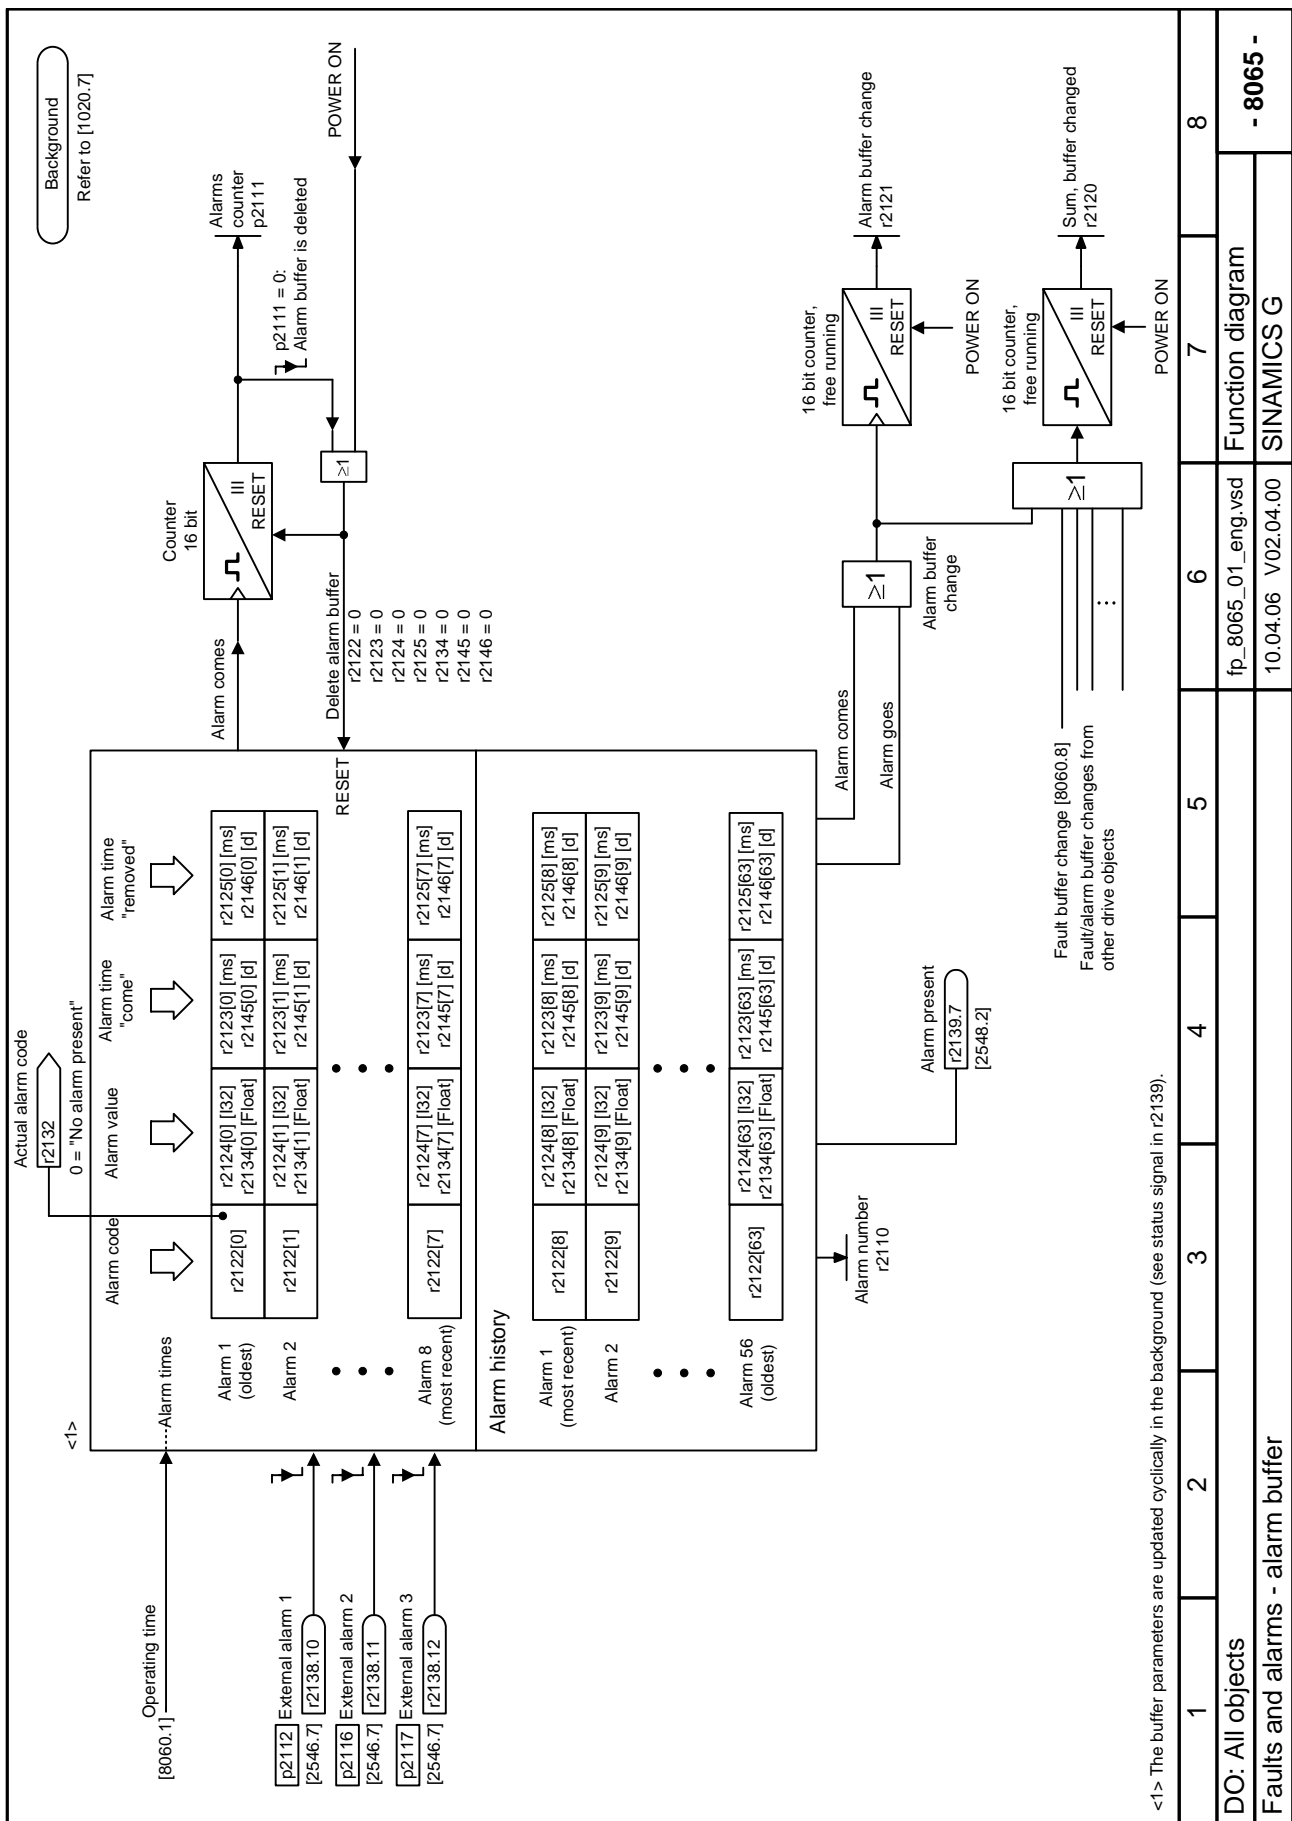 Background
Refer to [1020.7]
Actual alarm code
r2132
0 = "No alarm present"
<1>
[8060.1]
Operating time
Alarm times
Alarm code
Alarm value
Alarm time
"come"
Alarm time
"removed"
Alarm 1
(oldest)
r2122[0]
r2124[0] [I32]
r2134[0] [Float]
r2123[0] [ms]
r2145[0] [d]
r2125[0] [ms]
r2146[0] [d]
Alarm 2
r2122[1]
r2124[1] [I32]
r2134[1] [Float]
r2123[1] [ms]
r2145[1] [d]
r2125[1] [ms]
r2146[1] [d]
Alarm 8
(most recent)
r2122[7]
r2124[7] [I32]
r2134[7] [Float]
r2123[7] [ms]
r2145[7] [d]
r2125[7] [ms]
r2146[7] [d]
RESET
p2112
External alarm 1
r2138.10
[2546.7]
p2116
External alarm 2
r2138.11
[2546.7]
p2117
External alarm 3
r2138.12
[2546.7]
Alarm history
Alarm 1
(most recent)
r2122[8]
r2124[8] [I32]
r2134[8] [Float]
r2123[8] [ms]
r2145[8] [d]
r2125[8] [ms]
r2146[8] [d]
Alarm 2
r2122[9]
r2124[9] [I32]
r2134[9] [Float]
r2123[9] [ms]
r2145[9] [d]
r2125[9] [ms]
r2146[9] [d]
Alarm 56
(oldest)
r2122[63]
r2124[63] [I32]
r2134[63] [Float]
r2123[63] [ms]
r2145[63] [d]
r2125[63] [ms]
r2146[63] [d]
Alarm number
r2110
Alarm present
r2139.7
[2548.2]
Alarm comes
Counter
16 bit
III
RESET
Alarms
counter
p2111
p2111 = 0:
Alarm buffer is deleted
≥1
POWER ON
Delete alarm buffer
r2122 = 0
r2123 = 0
r2124 = 0
r2125 = 0
r2134 = 0
r2145 = 0
r2146 = 0
Alarm comes
Alarm goes
≥1
Alarm buffer
change
16 bit counter,
free running
III
RESET
POWER ON
Alarm buffer change
r2121
Fault buffer change [8060.8]
Fault/alarm buffer changes from
other drive objects
...
≥1
16 bit counter,
free running
III
RESET
POWER ON
Sum, buffer changed
r2120
<1> The buffer parameters are updated cyclically in the background (see status signal in r2139).
1 2 3 4 5 6 7 8
DO: All objects
fp_8065_01_eng.vsd
Function diagram
- 8065 -
Faults and alarms - alarm buffer
10.04.06 V02.04.00
SINAMICS G